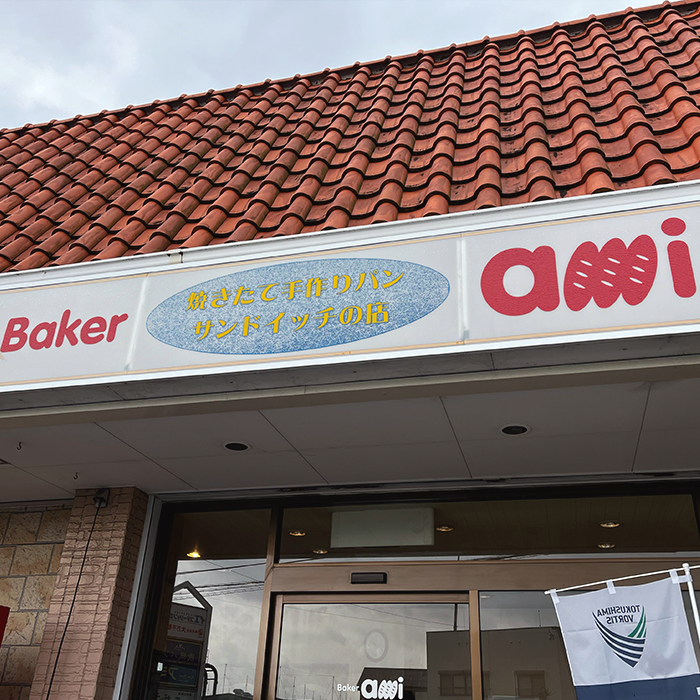 Baker
焼きたて手作りパン
サンドイッチの店
ami
TOKUSHIMA
VORTIS
Baker ami